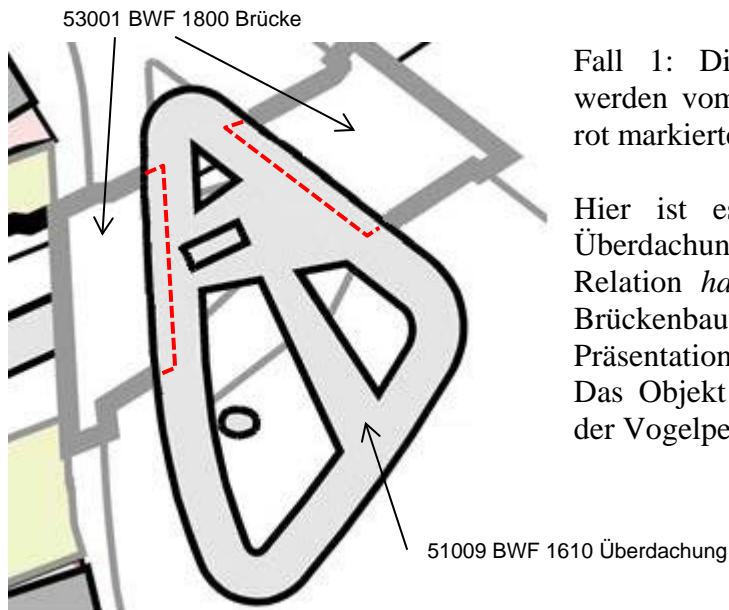 53001 BWF 1800 Brücke
Fall 1: Di
werden vom
rot markierte
Hier ist es
Überdachun
Relation ha
Brückenbau
Präsentation
Das Objekt
der Vogelpe
51009 BWF 1610 Überdachung